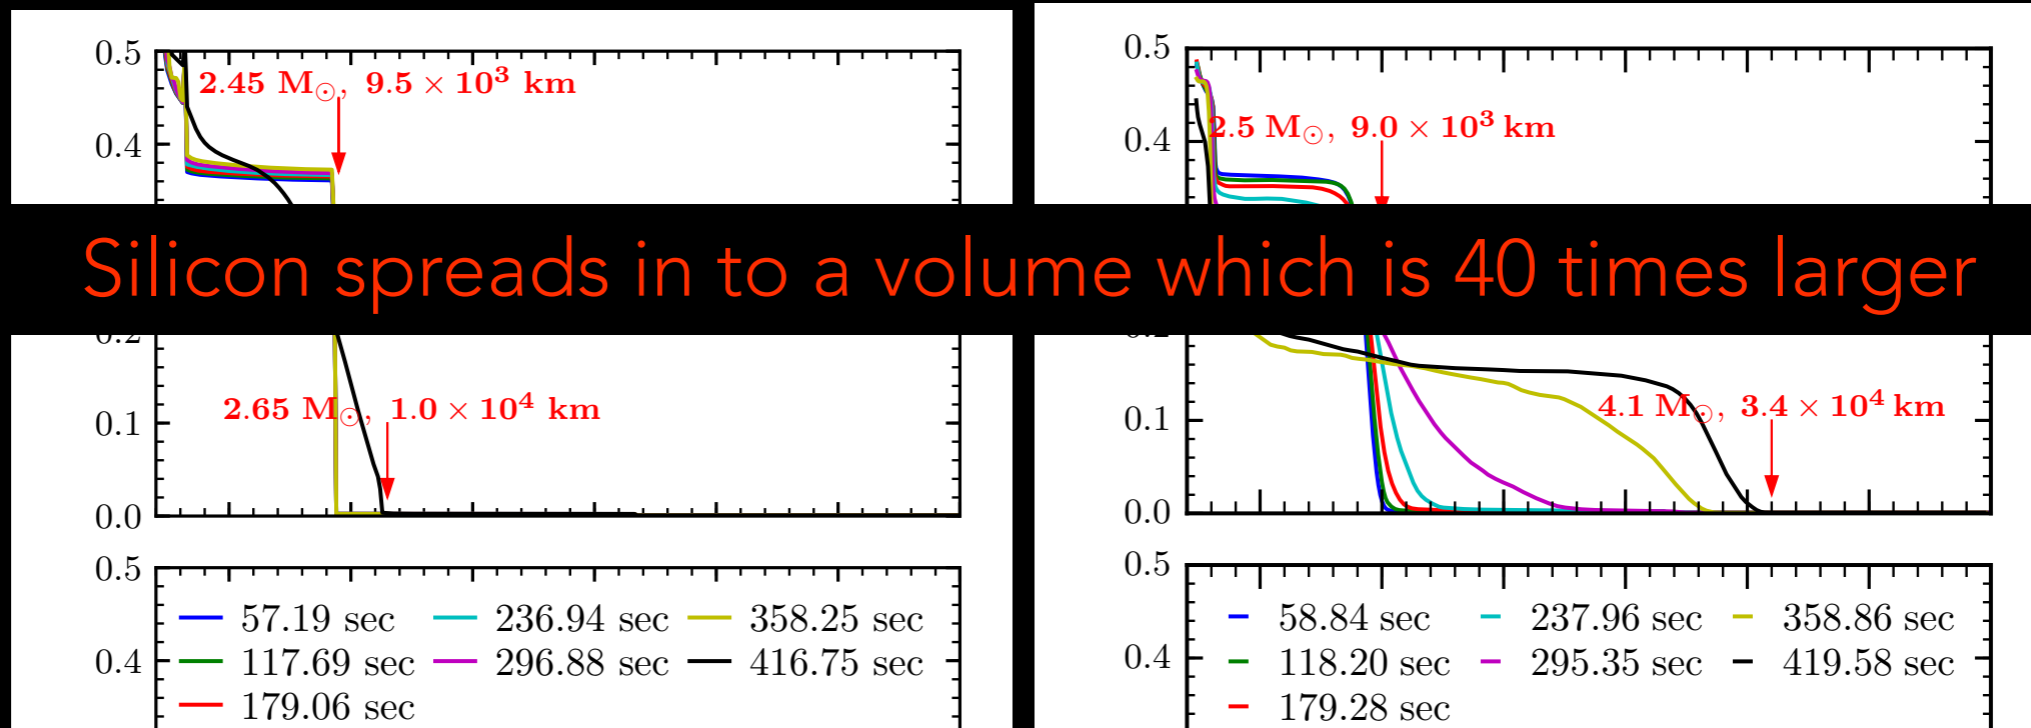 0.5
2.45 M☉, 9.5 × 10³ km
0.4
0.5
2.5 M☉, 9.0 × 10³ km
0.4
Silicon spreads in to a volume which is 40 times larger
0.2
2.65 M☉, 1.0 × 10⁴ km
0.1
0.0
0.2
4.1 M☉, 3.4 × 10⁴ km
0.1
0.0
0.5
57.19 sec 236.94 sec 358.25 sec
117.69 sec 296.88 sec 416.75 sec
0.4
179.06 sec
0.5
58.84 sec 237.96 sec 358.86 sec
118.20 sec 295.35 sec 419.58 sec
0.4
179.28 sec